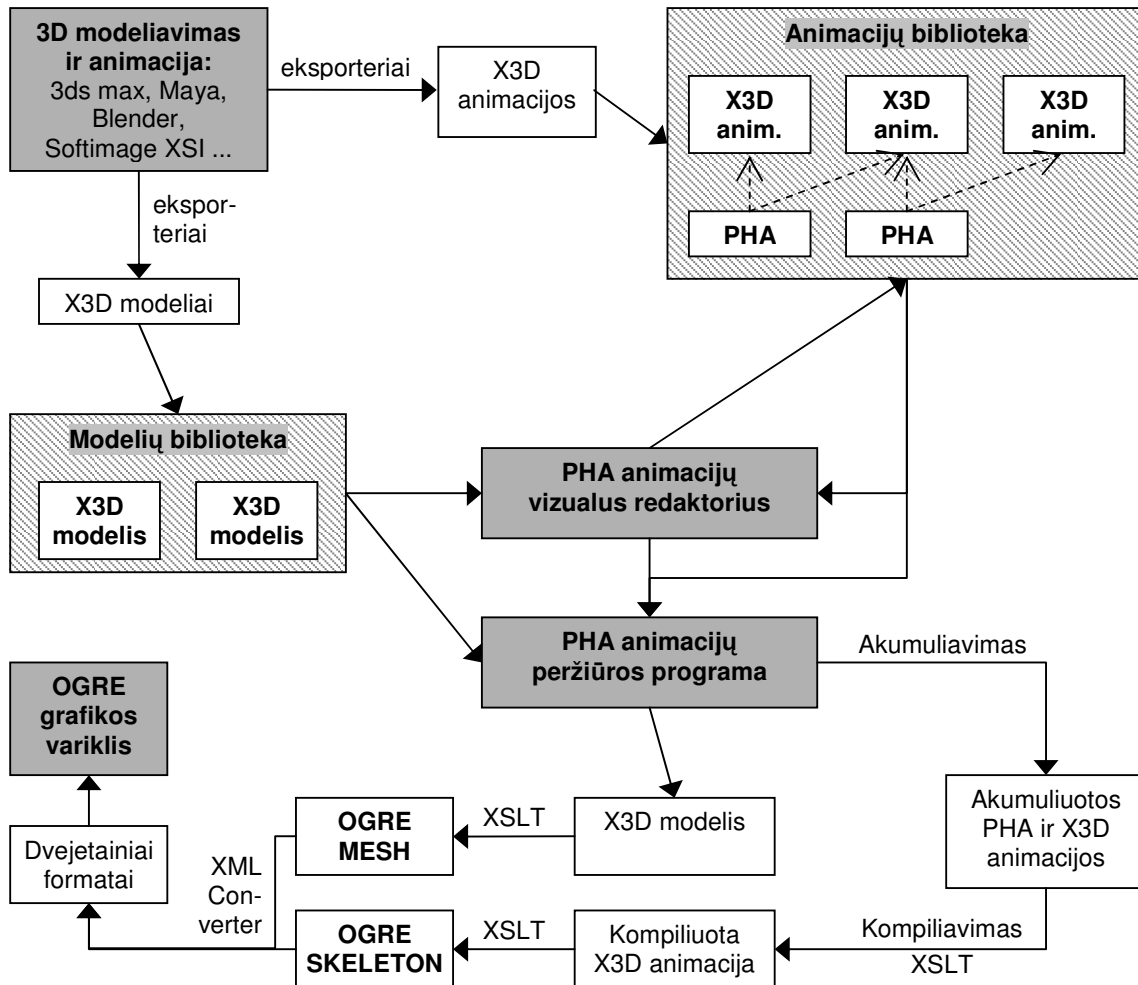 3D modeliavimas
ir animacija:
3ds max, Maya,
Blender,
Softimage XSI ...
eksporteriai
X3D
animacijos
Animacijų biblioteka
X3D
anim.
X3D
anim.
X3D
anim.
PHA
PHA
ekspor-
teriai
X3D modeliai
Modelių biblioteka
X3D
modelis
X3D
modelis
PHA animacijų
vizualus redaktorius
PHA animacijų
peržiūros programa
Akumuliavimas
OGRE
grafikos
variklis
Dvejetainiai
formatai
XML
Con-
verter
OGRE
MESH
XSLT
X3D modelis
Akumuliuotos
PHA ir X3D
animacijos
OGRE
SKELETON
XSLT
Kompiliuota
X3D animacija
Kompiliavimas
XSLT